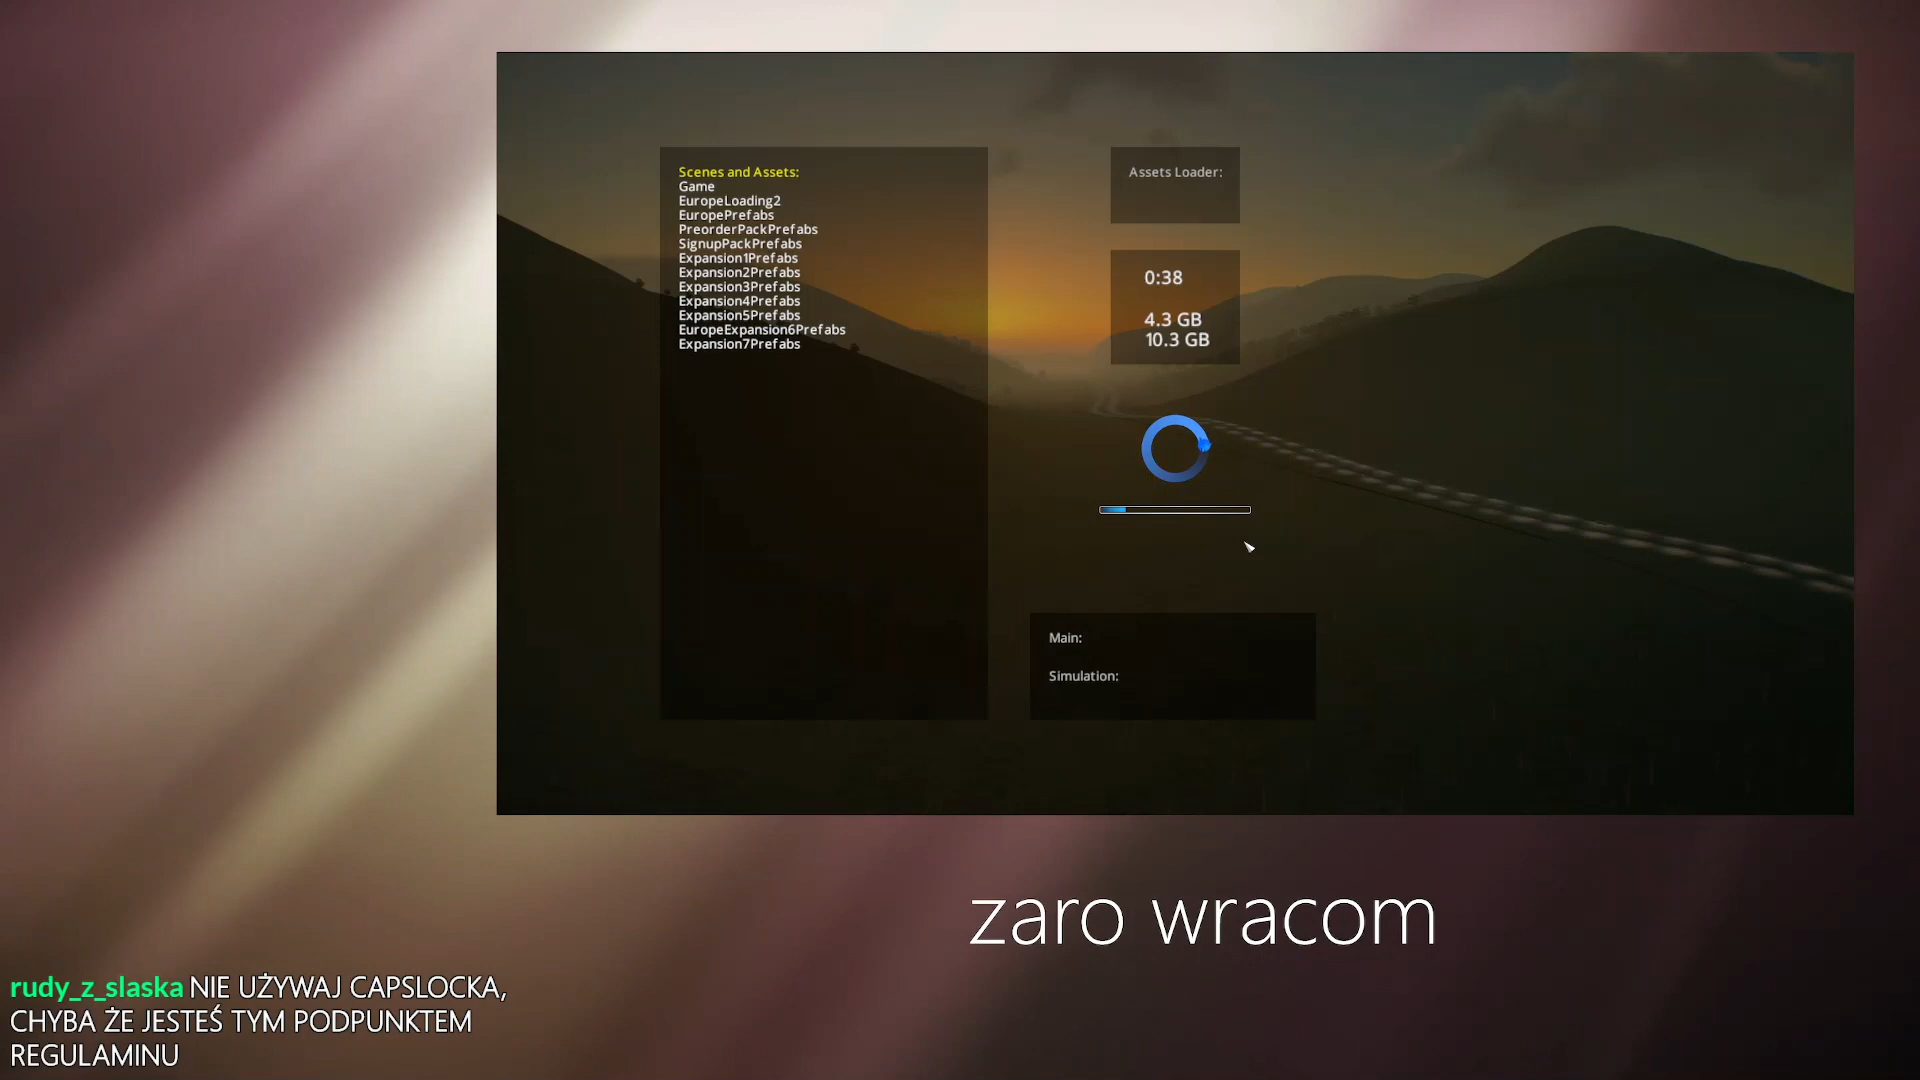 Scenes and Assets:
Game
EuropeLoading2
EuropePrefabs
PreorderPackPrefabs
SignupPackPrefabs
Expansion1Prefabs
Expansion2Prefabs
Expansion3Prefabs
Expansion4Prefabs
Expansion5Prefabs
EuropeExpansion6Prefabs
Expansion7Prefabs
Assets Loader:
0:38
4.3 GB
10.3 GB
Main:
Simulation:
zaro wracom
rudy_z_slaska NIE UŻYWAJ CAPSLOCKA,
CHYBA ŻE JESTEŚ TYM PODPUNKTEM
REGULAMINU